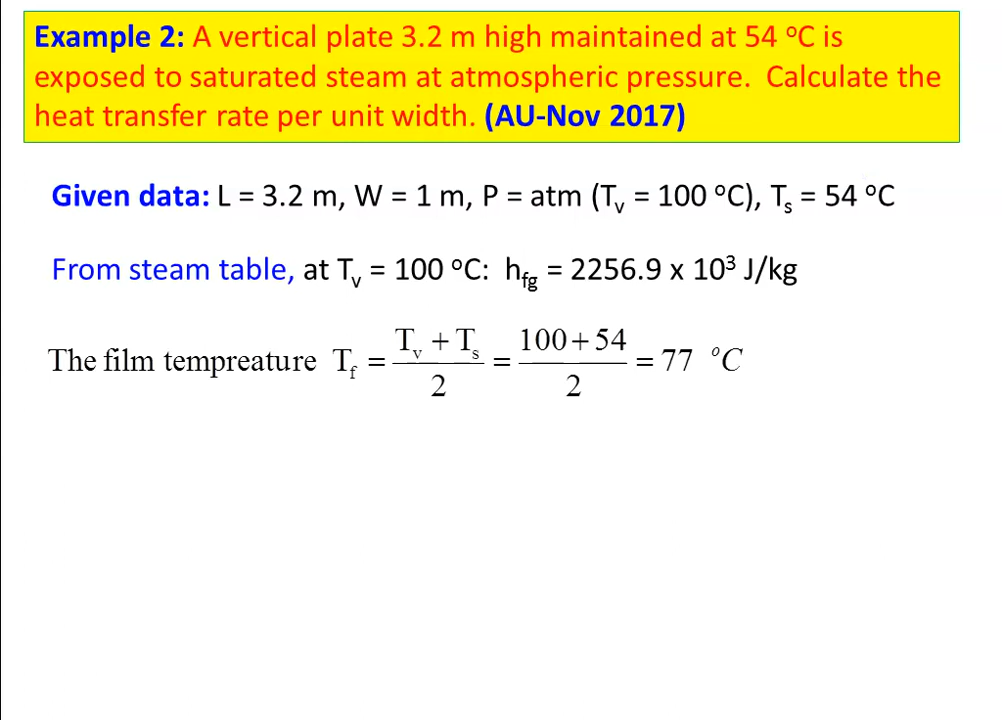 Example 2: A vertical plate 3.2 m high maintained at 54 °C is
exposed to saturated steam at atmospheric pressure. Calculate the
heat transfer rate per unit width. (AU-Nov 2017)
Given data: L = 3.2 m, W = 1 m, P = atm (Tᵥ = 100 °C), Tₛ = 54 °C
From steam table, at Tᵥ = 100 °C: h_fg = 2256.9 x 10³ J/kg
The film tempreature T_f = (Tᵥ + Tₛ)/2 = (100 + 54)/2 = 77 °C